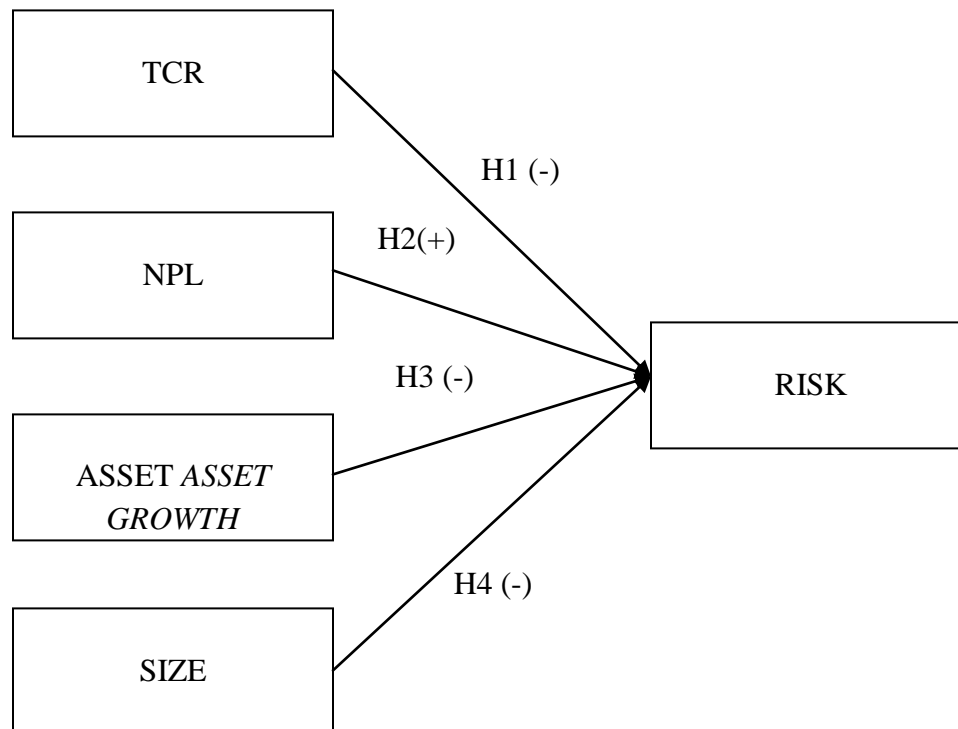 TCR
H1 (-)
H2(+)
NPL
H3 (-)
RISK
ASSET ASSET
GROWTH
H4 (-)
SIZE